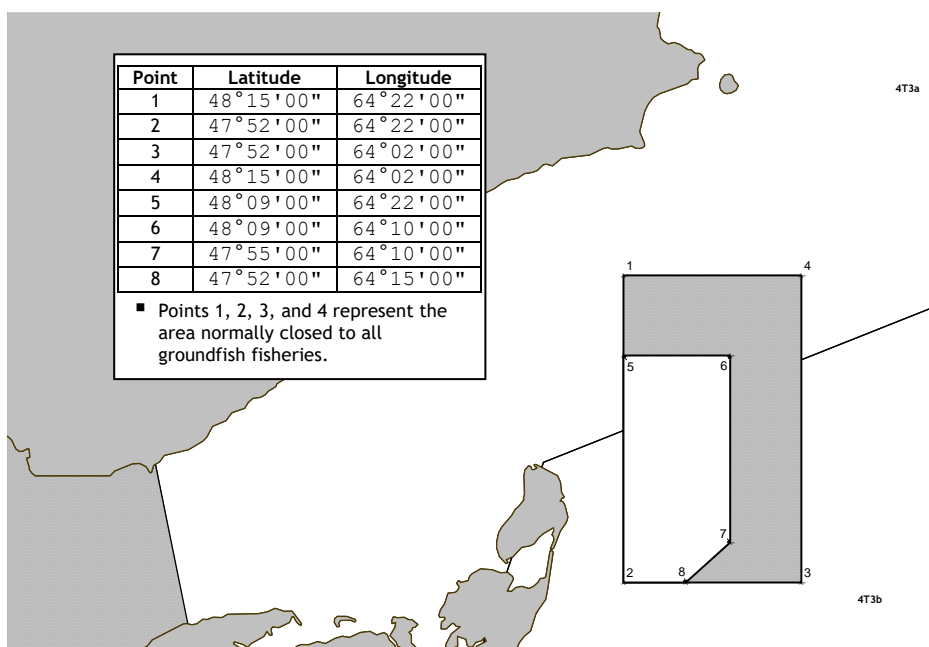 4T3a
Point Latitude Longitude
1 48°15'00" 64°22'00"
2 47°52'00" 64°22'00"
3 47°52'00" 64°02'00"
4 48°15'00" 64°02'00"
5 48°09'00" 64°22'00"
6 48°09'00" 64°10'00"
7 47°55'00" 64°10'00"
8 47°52'00" 64°15'00"
▪ Points 1, 2, 3, and 4 represent the
area normally closed to all
groundfish fisheries.
1 4
5 6
7
2 8 3
4T3b